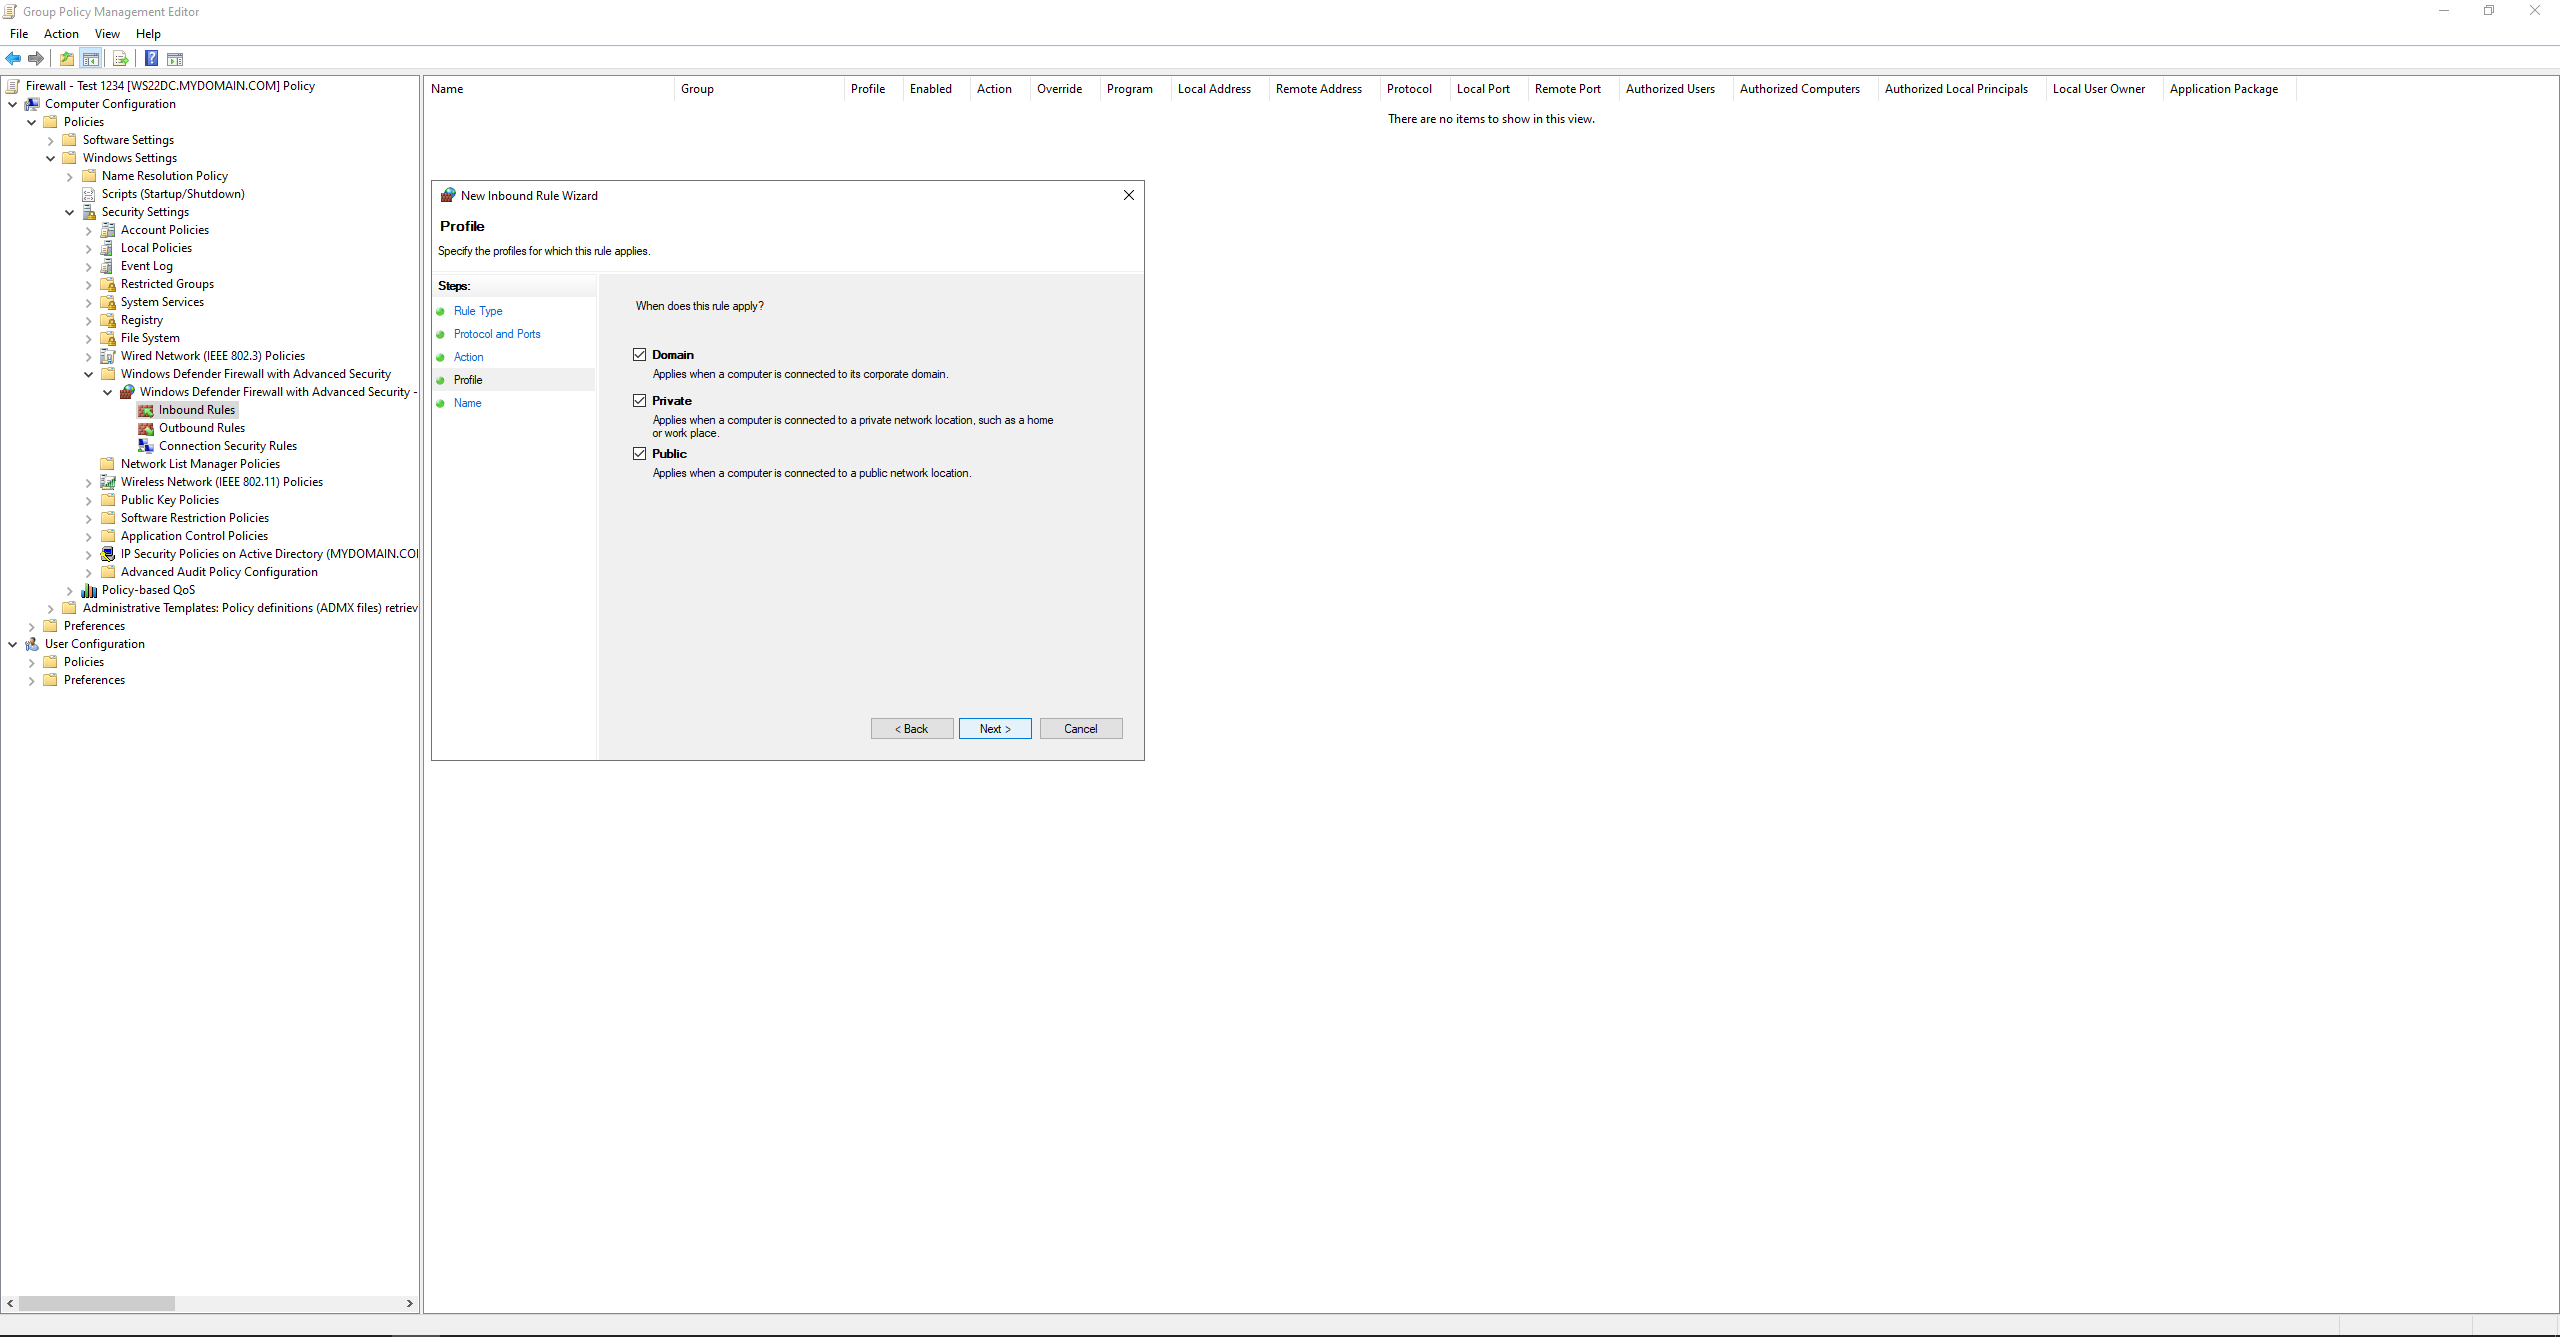 Group Policy Management Editor
File Action View Help
Firewall - Test 1234 [WS22DC.MYDOMAIN.COM] Policy
Computer Configuration
Policies
Software Settings
Windows Settings
Name Resolution Policy
Scripts (Startup/Shutdown)
Security Settings
Account Policies
Local Policies
Event Log
Restricted Groups
System Services
Registry
File System
Wired Network (IEEE 802.3) Policies
Windows Defender Firewall with Advanced Security
Windows Defender Firewall with Advanced Security -
Inbound Rules
Outbound Rules
Connection Security Rules
Network List Manager Policies
Wireless Network (IEEE 802.11) Policies
Public Key Policies
Software Restriction Policies
Application Control Policies
IP Security Policies on Active Directory (MYDOMAIN.CO
Advanced Audit Policy Configuration
Policy-based QoS
Administrative Templates: Policy definitions (ADMX files) retriev
Preferences
User Configuration
Policies
Preferences
Name Group Profile Enabled Action Override Program Local Address Remote Address Protocol Local Port Remote Port Authorized Users Authorized Computers Authorized Local Principals Local User Owner Application Package
There are no items to show in this view.
New Inbound Rule Wizard
Profile
Specify the profiles for which this rule applies.
Steps:
Rule Type
Protocol and Ports
Action
Profile
Name
When does this rule apply?
Domain
Applies when a computer is connected to its corporate domain.
Private
Applies when a computer is connected to a private network location, such as a home
or work place.
Public
Applies when a computer is connected to a public network location.
< Back Next > Cancel